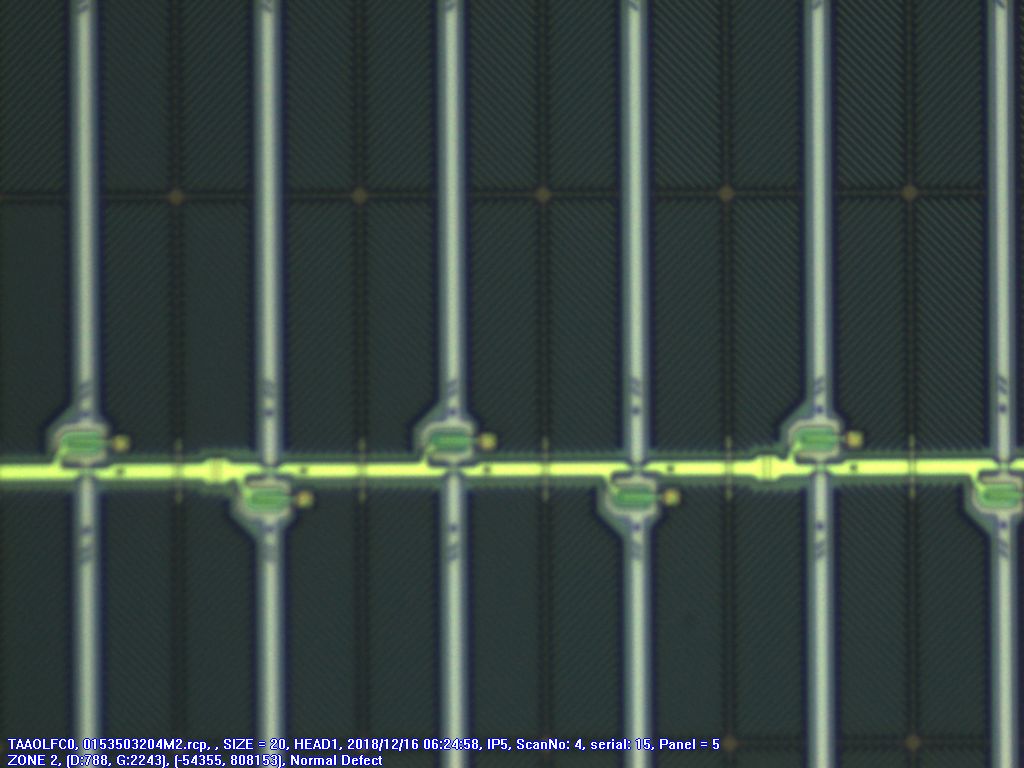 TAAOLFC0, 0153503204M2.rcp, , SIZE = 20, HEAD1, 2018/12/16 06:24:58, IP5, ScanNo: 4, serial: 15, Panel = 5
ZONE 2, [D:788, G:2243], [-54355, 808153], Normal Defect